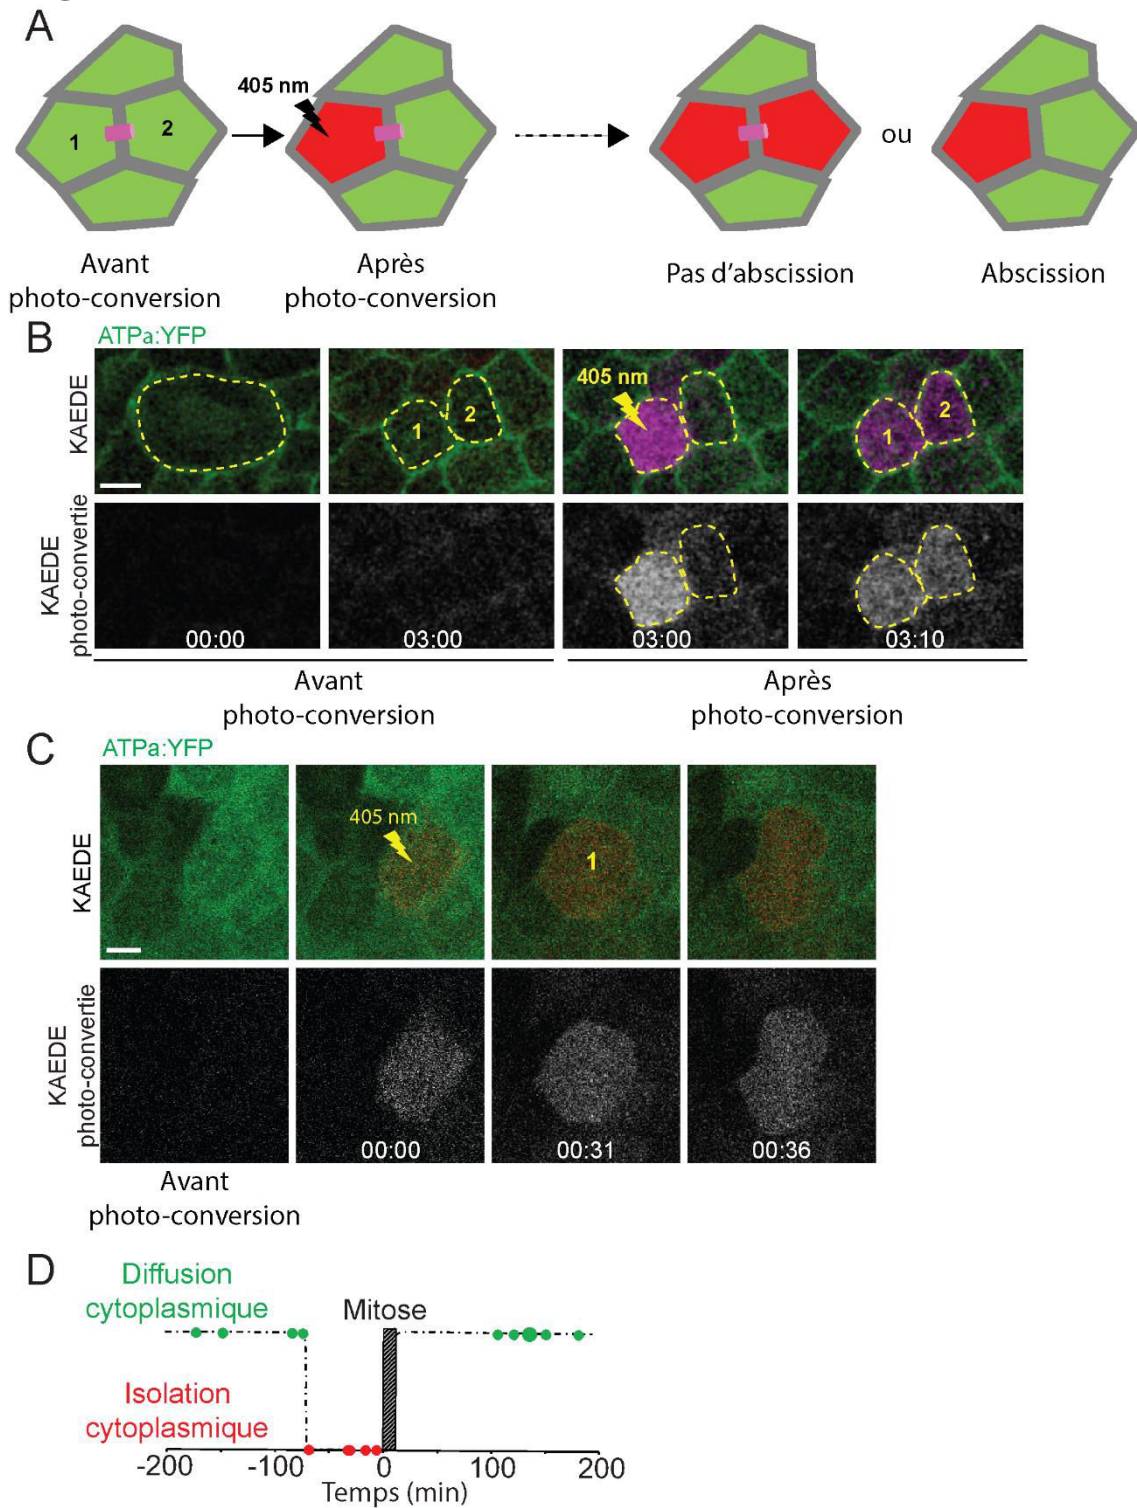 A
405 nm
1
2
ou
Avant
photo-conversion
Après
photo-conversion
Pas d'abscission
Abscission
B
ATPa:YFP
KAEDE
1
2
405 nm
1
2
KAEDE
photo-convertie
00:00
03:00
03:00
03:10
Avant
photo-conversion
Après
photo-conversion
C
ATPa:YFP
KAEDE
405 nm
1
KAEDE
photo-convertie
00:00
00:31
00:36
Avant
photo-conversion
D
Diffusion
cytoplasmique
Mitose
Isolation
cytoplasmique
-200
-100
0
100
200
Temps (min)